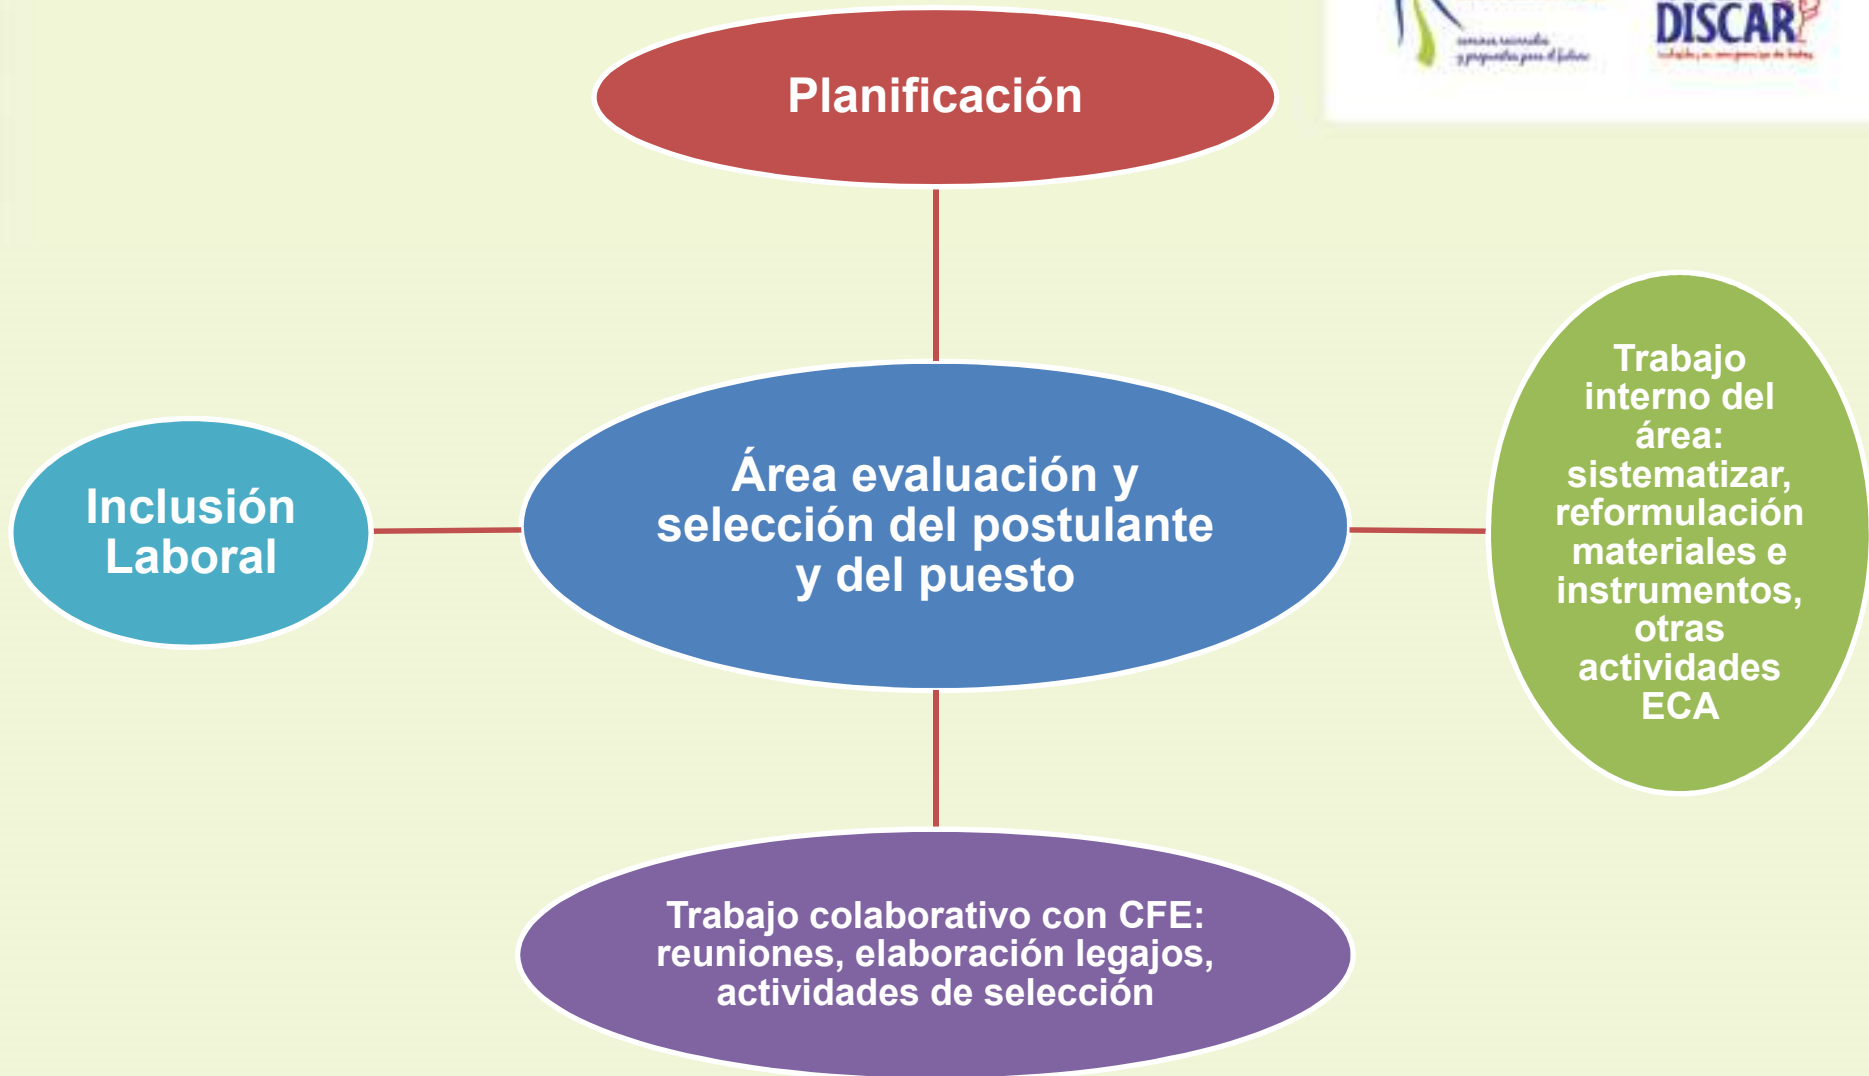 DISCAR
Planificación
Inclusión
Laboral
Área evaluación y
selección del postulante
y del puesto
Trabajo
interno del
área:
sistematizar,
reformulación
materiales e
instrumentos,
otras
actividades
ECA
Trabajo colaborativo con CFE:
reuniones, elaboración legajos,
actividades de selección